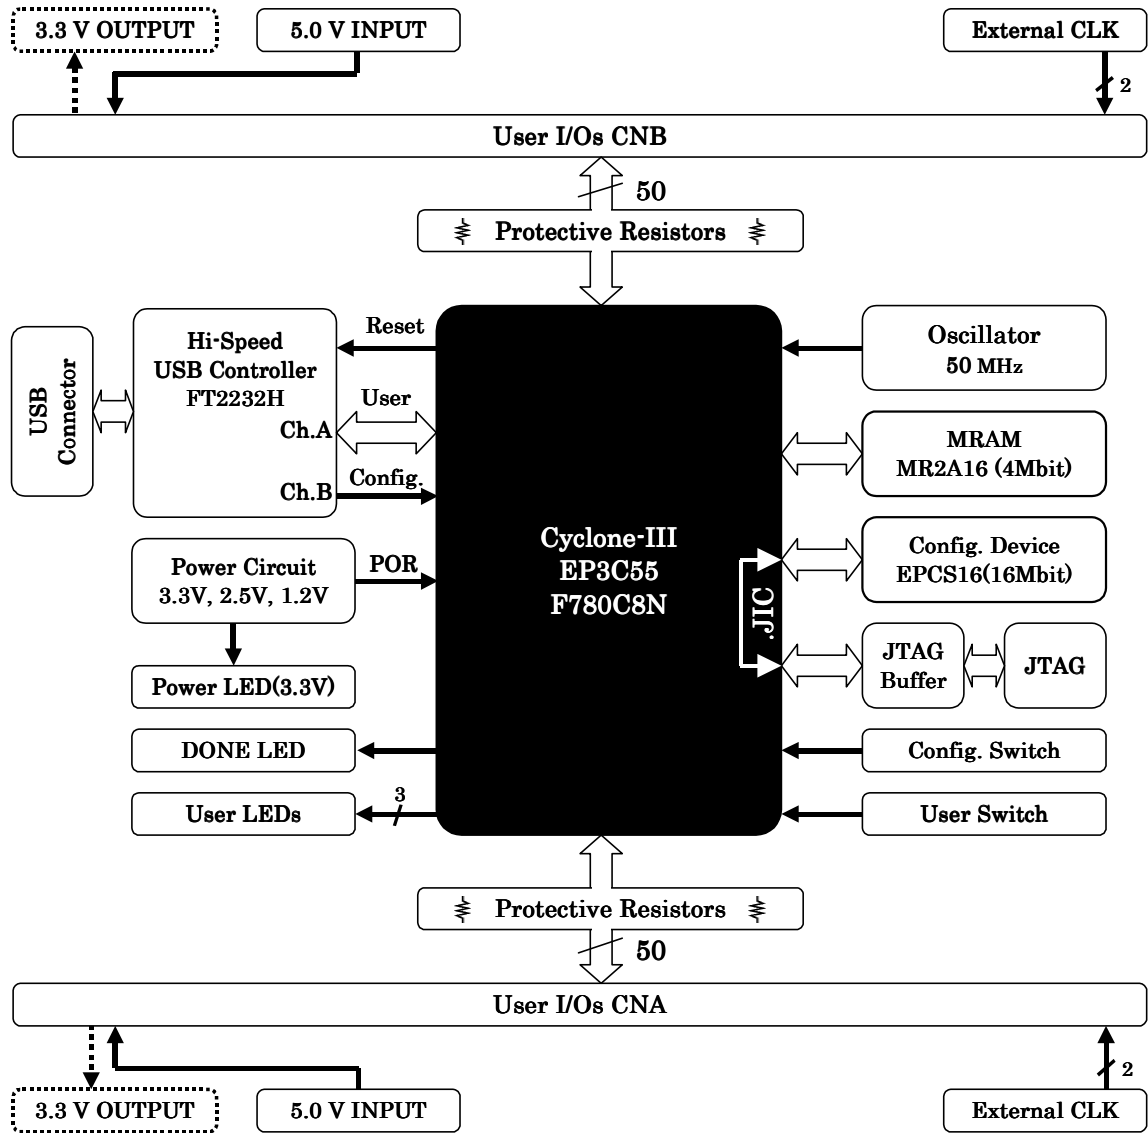 3.3 V OUTPUT
5.0 V INPUT
External CLK
2
User I/Os CNB
50
Protective Resistors
USB
Connector
Hi-Speed
USB Controller
FT2232H
Ch.A
Ch.B
Reset
User
Config.
Power Circuit
3.3V, 2.5V, 1.2V
POR
Power LED(3.3V)
DONE LED
User LEDs
3
Cyclone-III
EP3C55
F780C8N
.JIC
Oscillator
50 MHz
MRAM
MR2A16 (4Mbit)
Config. Device
EPCS16(16Mbit)
JTAG
Buffer
JTAG
Config. Switch
User Switch
Protective Resistors
50
User I/Os CNA
2
3.3 V OUTPUT
5.0 V INPUT
External CLK